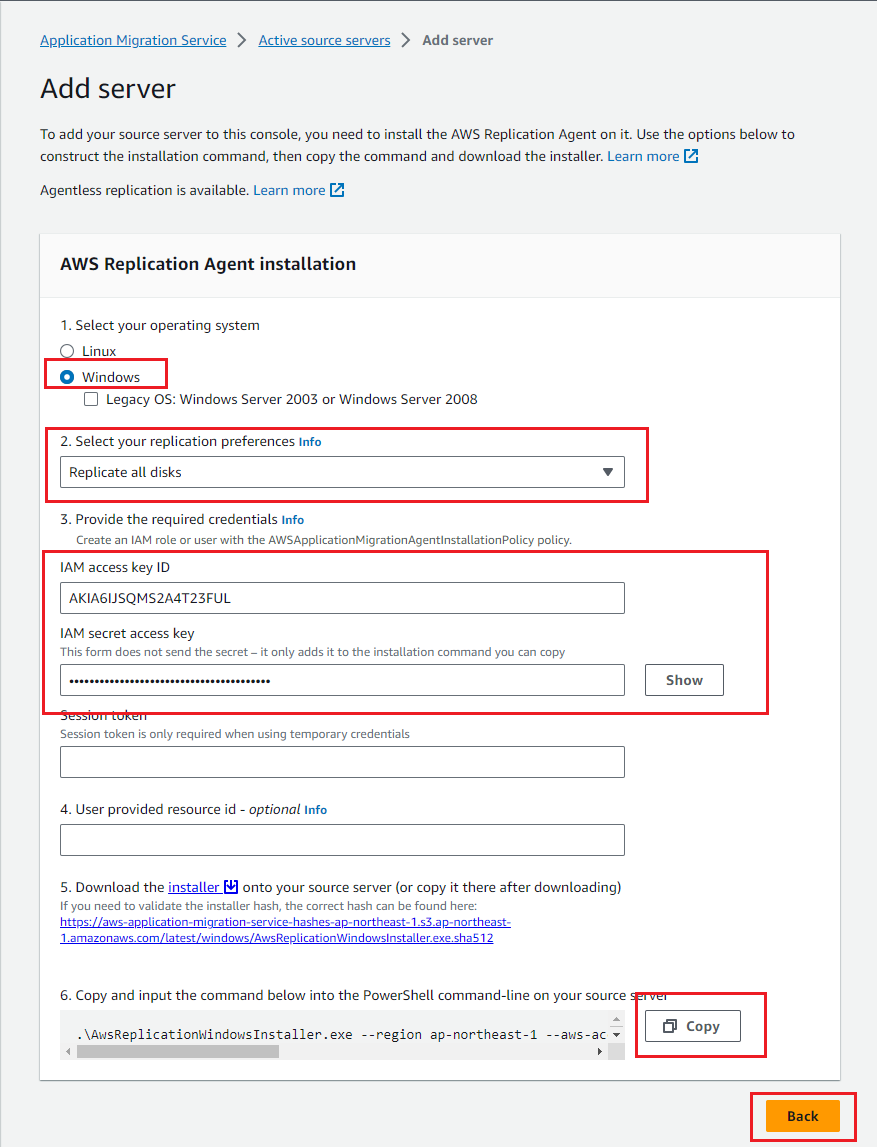 Application Migration Service > Active source servers > Add server
Add server
To add your source server to this console, you need to install the AWS Replication Agent on it. Use the options below to
construct the installation command, then copy the command and download the installer. Learn more
Agentless replication is available. Learn more
AWS Replication Agent installation
1. Select your operating system
Linux
Windows
Legacy OS: Windows Server 2003 or Windows Server 2008
2. Select your replication preferences Info
Replicate all disks
3. Provide the required credentials Info
Create an IAM role or user with the AWSApplicationMigrationAgentInstallationPolicy policy.
IAM access key ID
AKIA6IJSQMS2A4T23FUL
IAM secret access key
This form does not send the secret – it only adds it to the installation command you can copy
••••••••••••••••••••••••••••••••••••••••
Show
Session token
Session token is only required when using temporary credentials
4. User provided resource id - optional Info
5. Download the installer onto your source server (or copy it there after downloading)
If you need to validate the installer hash, the correct hash can be found here:
https://aws-application-migration-service-hashes-ap-northeast-1.s3.ap-northeast-
1.amazonaws.com/latest/windows/AwsReplicationWindowsInstaller.exe.sha512
6. Copy and input the command below into the PowerShell command-line on your source server
.\AwsReplicationWindowsInstaller.exe --region ap-northeast-1 --aws-ac
Copy
Back